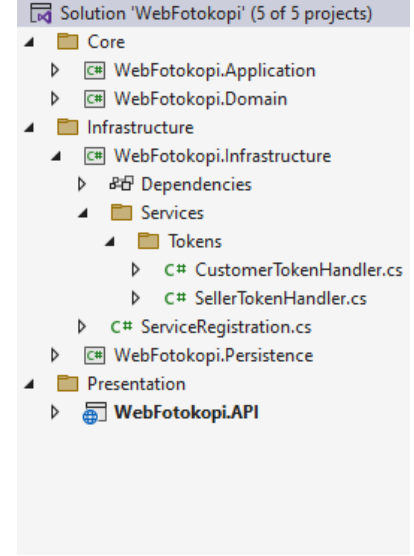 Solution 'WebFotokopi' (5 of 5 projects)
Core
C# WebFotokopi.Application
C# WebFotokopi.Domain
Infrastructure
C# WebFotokopi.Infrastructure
Dependencies
Services
Tokens
C# CustomerTokenHandler.cs
C# SellerTokenHandler.cs
C# ServiceRegistration.cs
C# WebFotokopi.Persistence
Presentation
WebFotokopi.API